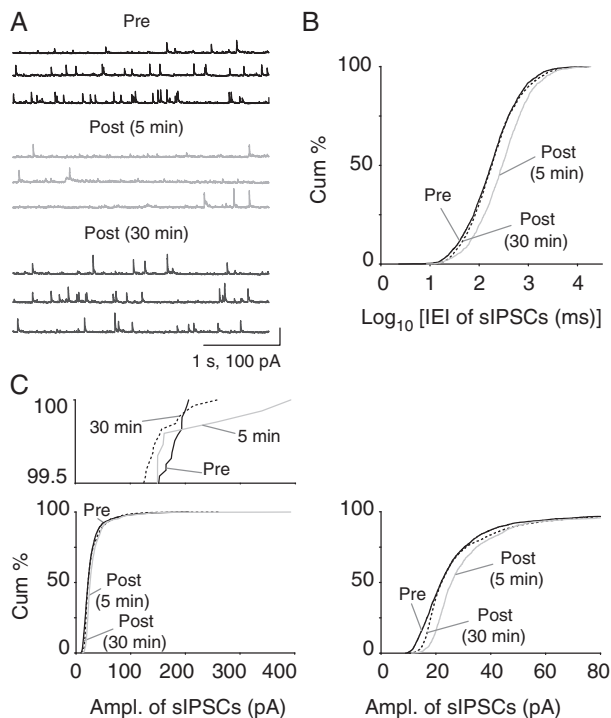 A
Pre
Post (5 min)
Post (30 min)
1 s, 100 pA
B
100
50
0
Cum %
Pre
Post
(5 min)
Post
(30 min)
0 1 2 3 4
Log10 [IEI of sIPSCs (ms)]
C
100
99.5
30 min
5 min
Pre
100
50
0
Cum %
Pre
Post
(5 min)
Post
(30 min)
0 200 400
Ampl. of sIPSCs (pA)
100
50
0
Pre
Post
(5 min)
Post
(30 min)
0 20 40 60 80
Ampl. of sIPSCs (pA)